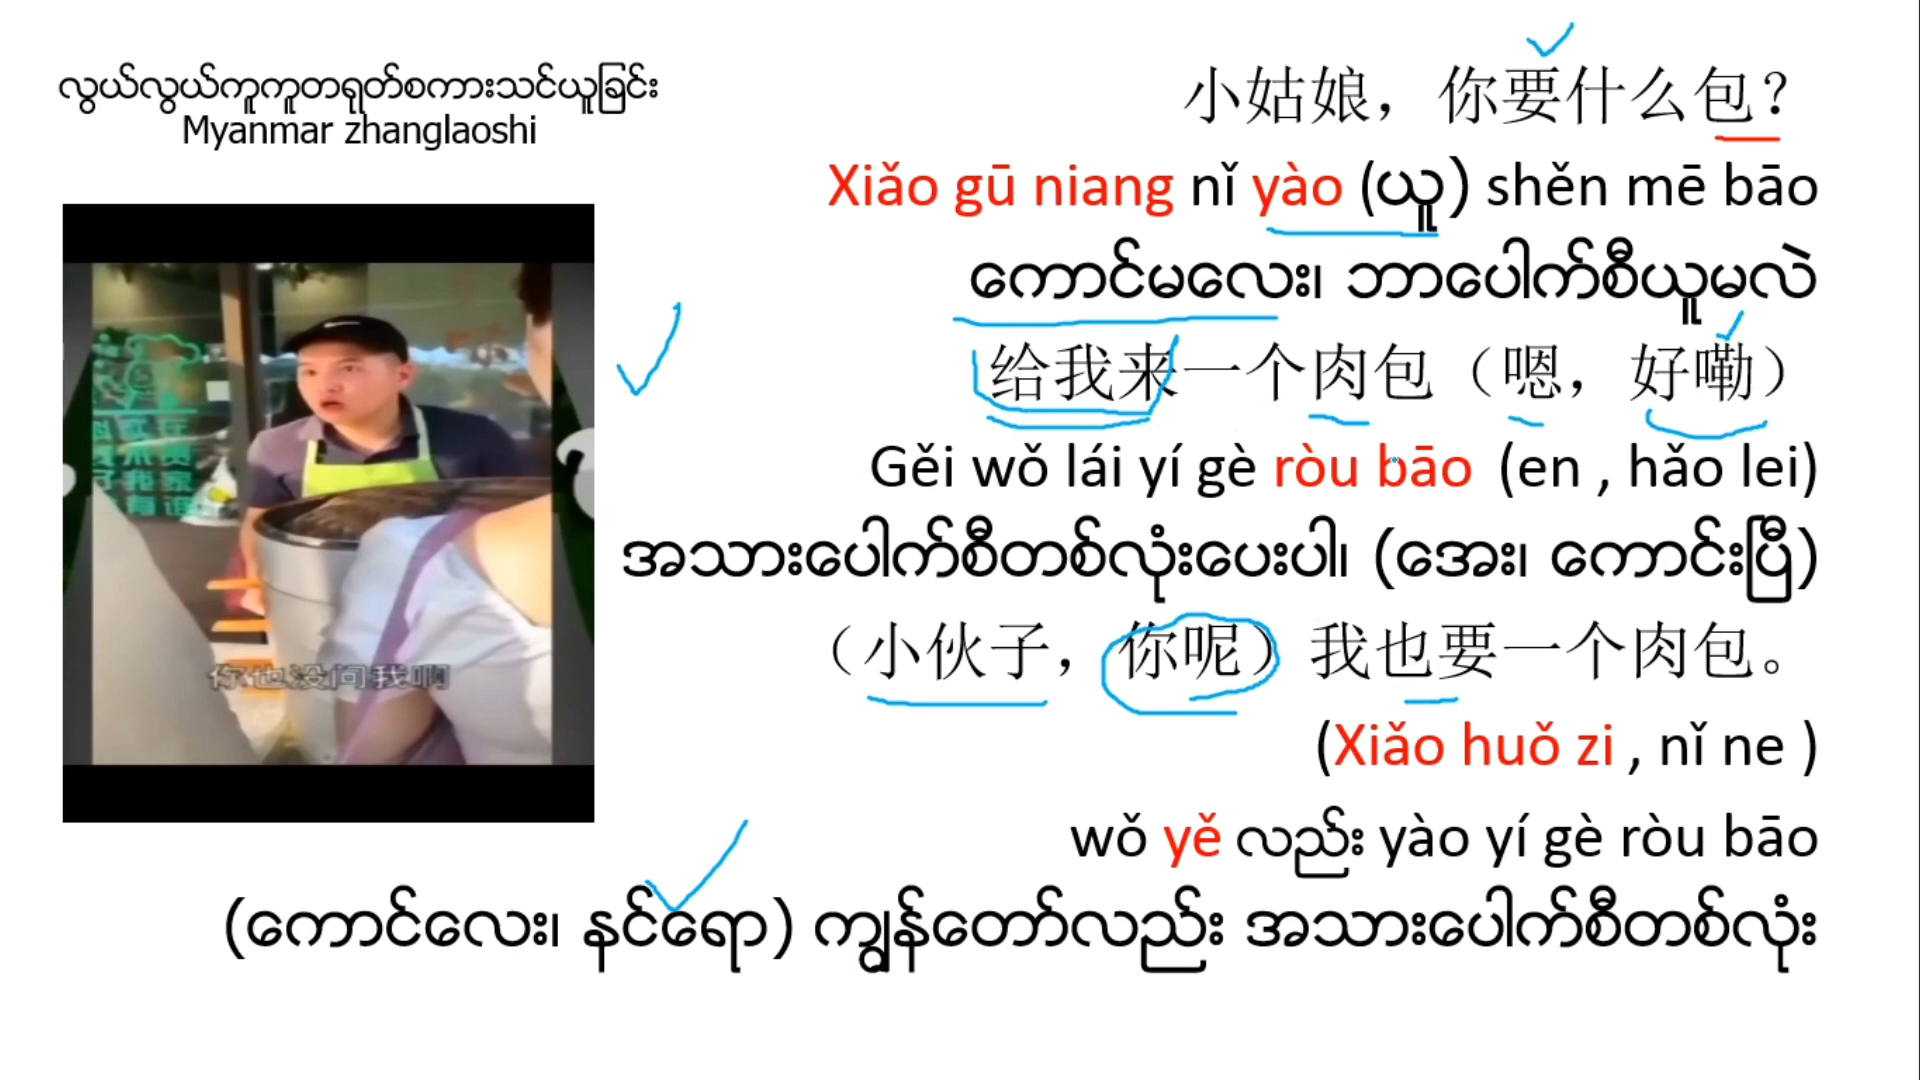 လွယ်လွယ်ကူကူတရုတ်စကားသင်ယူခြင်း
Myanmar zhanglaoshi
小姑娘，你要什么包？
Xiǎo gū niang nǐ yào (ယူ) shěn mē bāo
ကောင်မလေး၊ ဘာပေါက်စီယူမလဲ
给我来一个肉包（嗯，好嘞）
Gěi wǒ lái yí gè ròu bāo (en , hǎo lei)
အသားပေါက်စီတစ်လုံးပေးပါ၊ (အေး၊ ကောင်းပြီ)
（小伙子，你呢）我也要一个肉包。
(Xiǎo huǒ zi , nǐ ne )
wǒ yě လည်း yào yí gè ròu bāo
(ကောင်လေး၊ နင်ရော) ကျွန်တော်လည်း အသားပေါက်စီတစ်လုံး
你也没问我啊